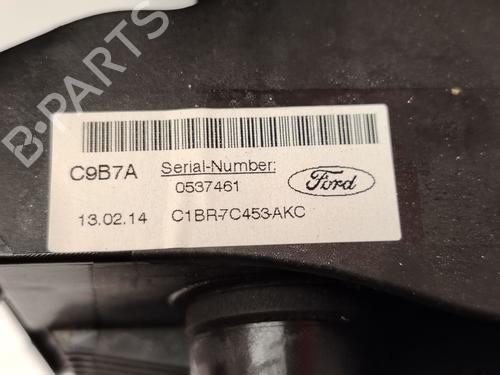 B-PARTS
C9B7A
Serial-Number:
0537461
Ford
13.02.14
C1BR-7C453-AKC